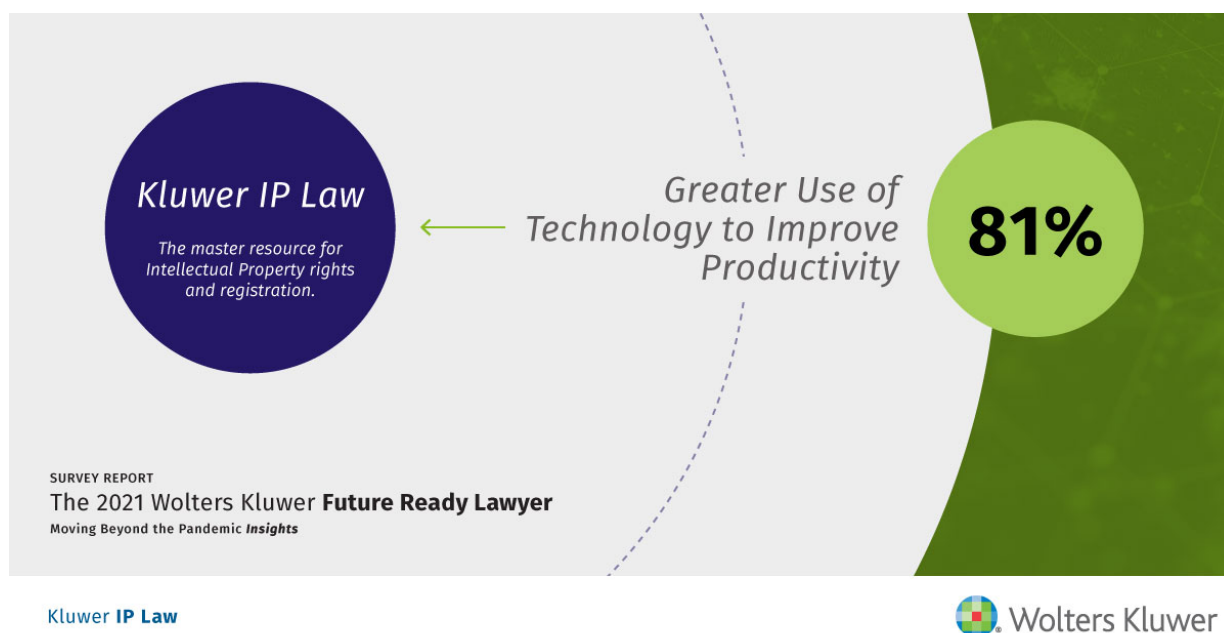 Kluwer IP Law
The master resource for
Intellectual Property rights
and registration.
Greater Use of
Technology to Improve
Productivity
81%
SURVEY REPORT
The 2021 Wolters Kluwer Future Ready Lawyer
Moving Beyond the Pandemic Insights
Kluwer IP Law
Wolters Kluwer